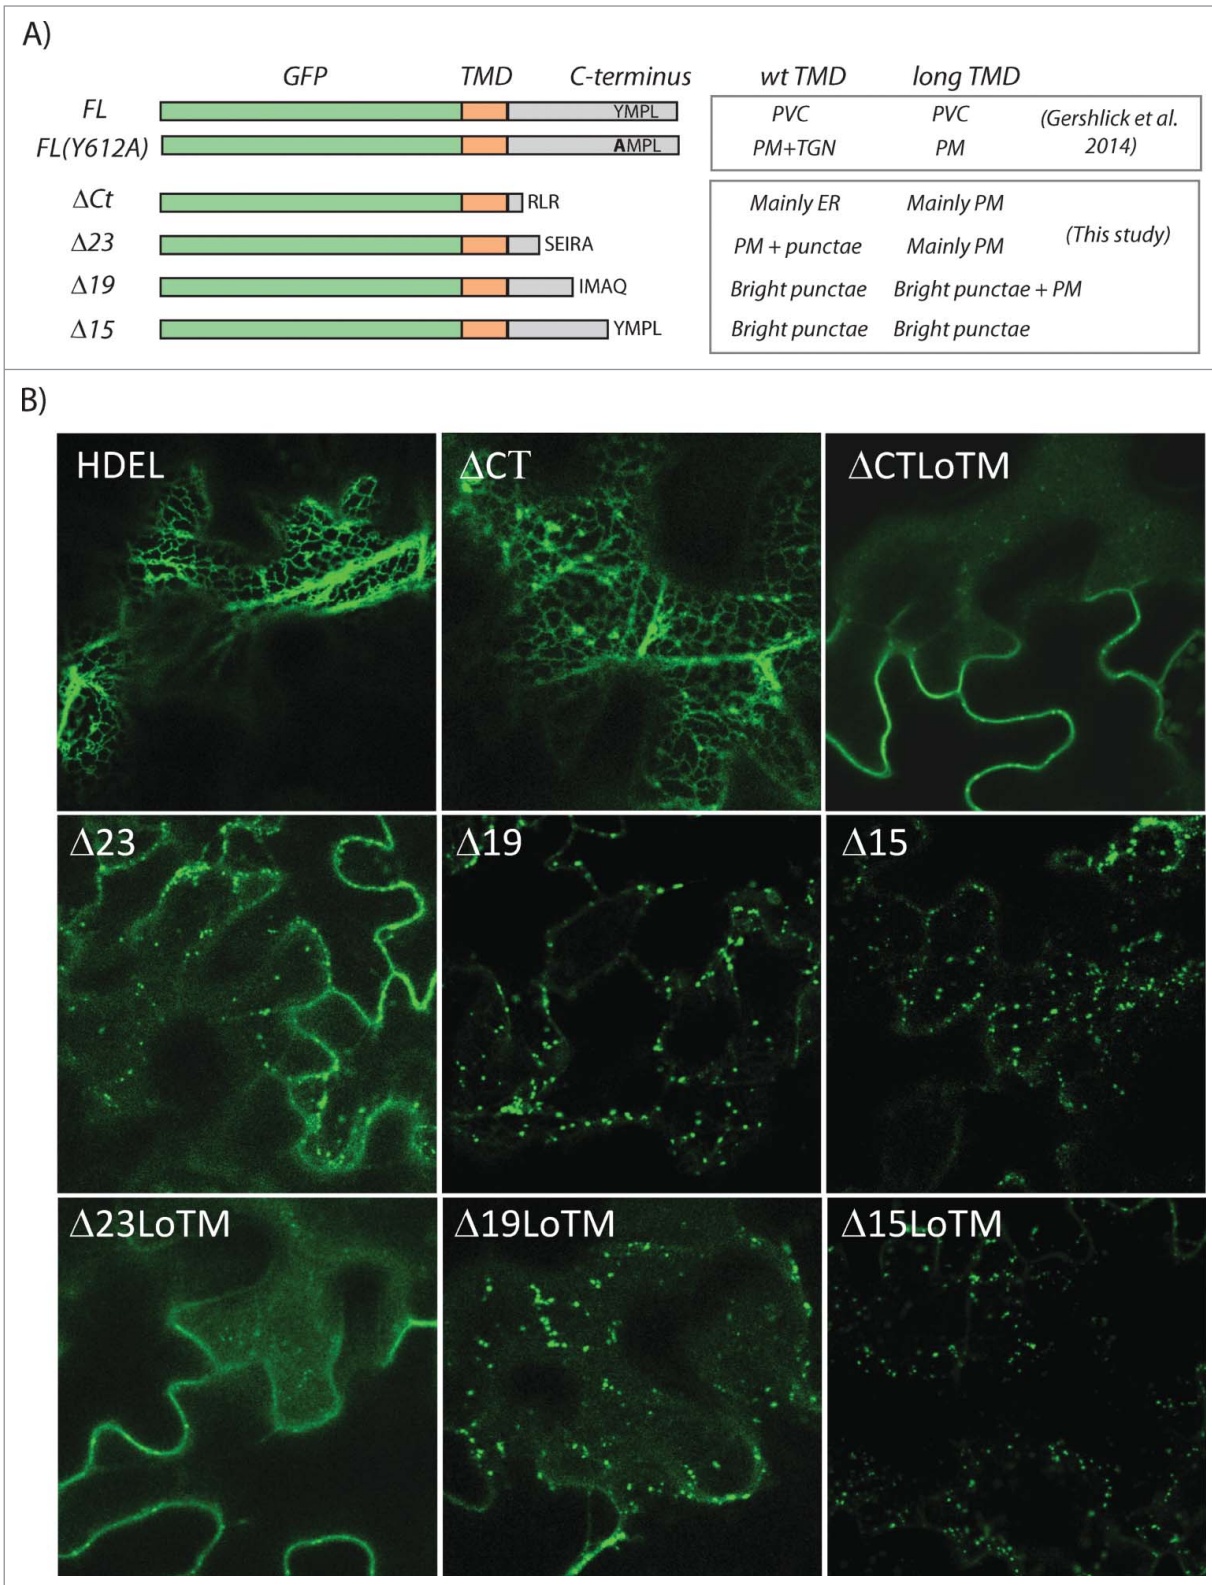 A)
GFP TMD C-terminus wt TMD long TMD
FL YMPL PVC PVC (Gershlick et al.
FL(Y612A) AMPL PM+TGN PM 2014)
ΔCt RLR Mainly ER Mainly PM
Δ23 SEIRA PM + punctae Mainly PM (This study)
Δ19 IMAQ Bright punctae Bright punctae + PM
Δ15 YMPL Bright punctae Bright punctae
B)
HDEL ΔCT ΔCTLoTM
Δ23 Δ19 Δ15
Δ23LoTM Δ19LoTM Δ15LoTM